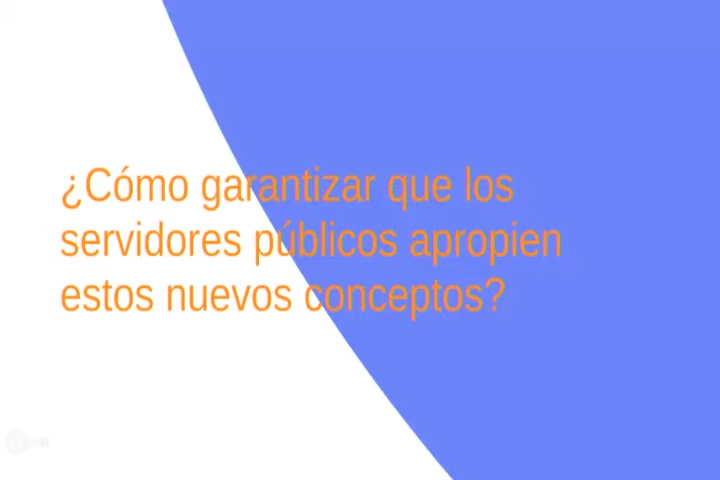 ¿Cómo garantizar que los
servidores públicos apropien
estos nuevos conceptos?